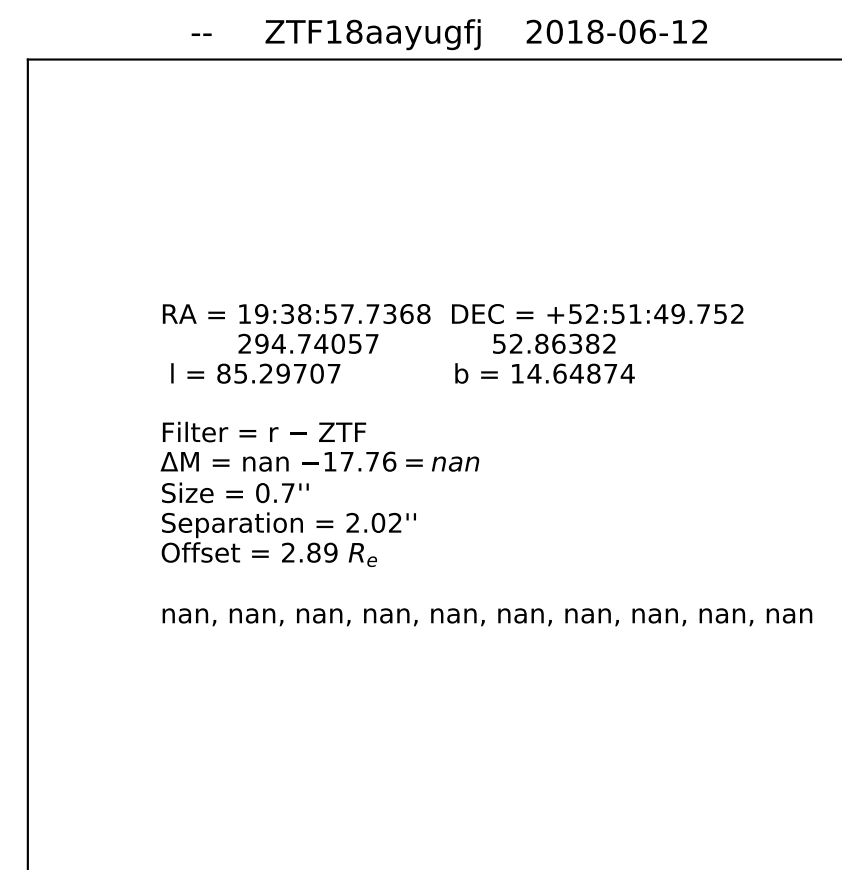 -- ZTF18aayugfj 2018-06-12
RA = 19:38:57.7368 DEC = +52:51:49.752
294.74057 52.86382
l = 85.29707 b = 14.64874
Filter = r − ZTF
ΔM = nan −17.76 = nan
Size = 0.7''
Separation = 2.02''
Offset = 2.89 Rₑ
nan, nan, nan, nan, nan, nan, nan, nan, nan, nan